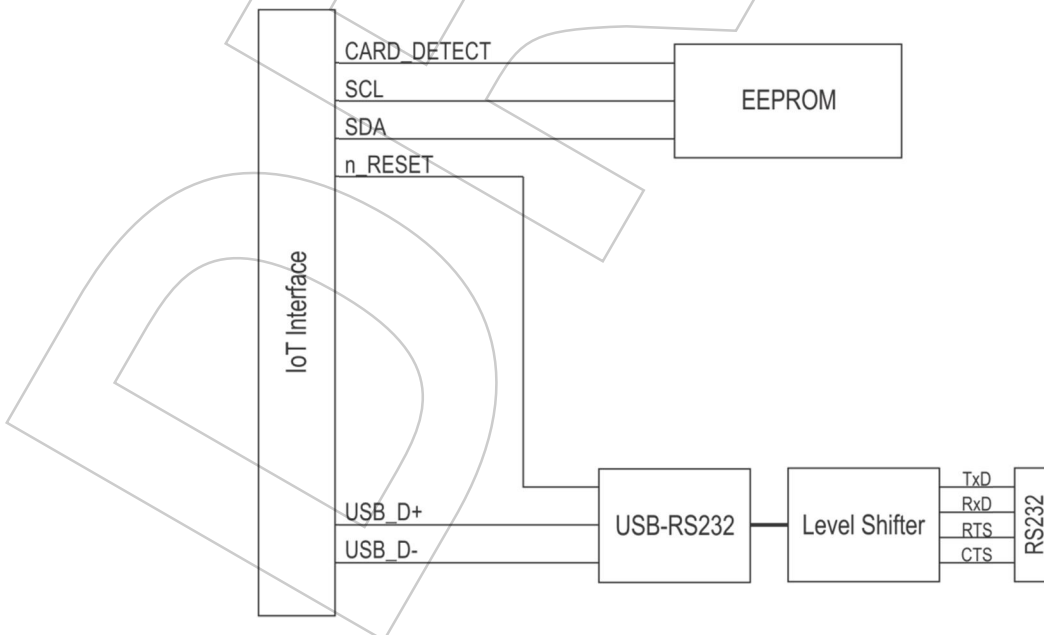 CARD_DETECT
SCL
SDA
n_RESET
EEPROM
IoT Interface
USB_D+
USB_D-
USB-RS232
Level Shifter
TxD
RxD
RTS
CTS
RS232